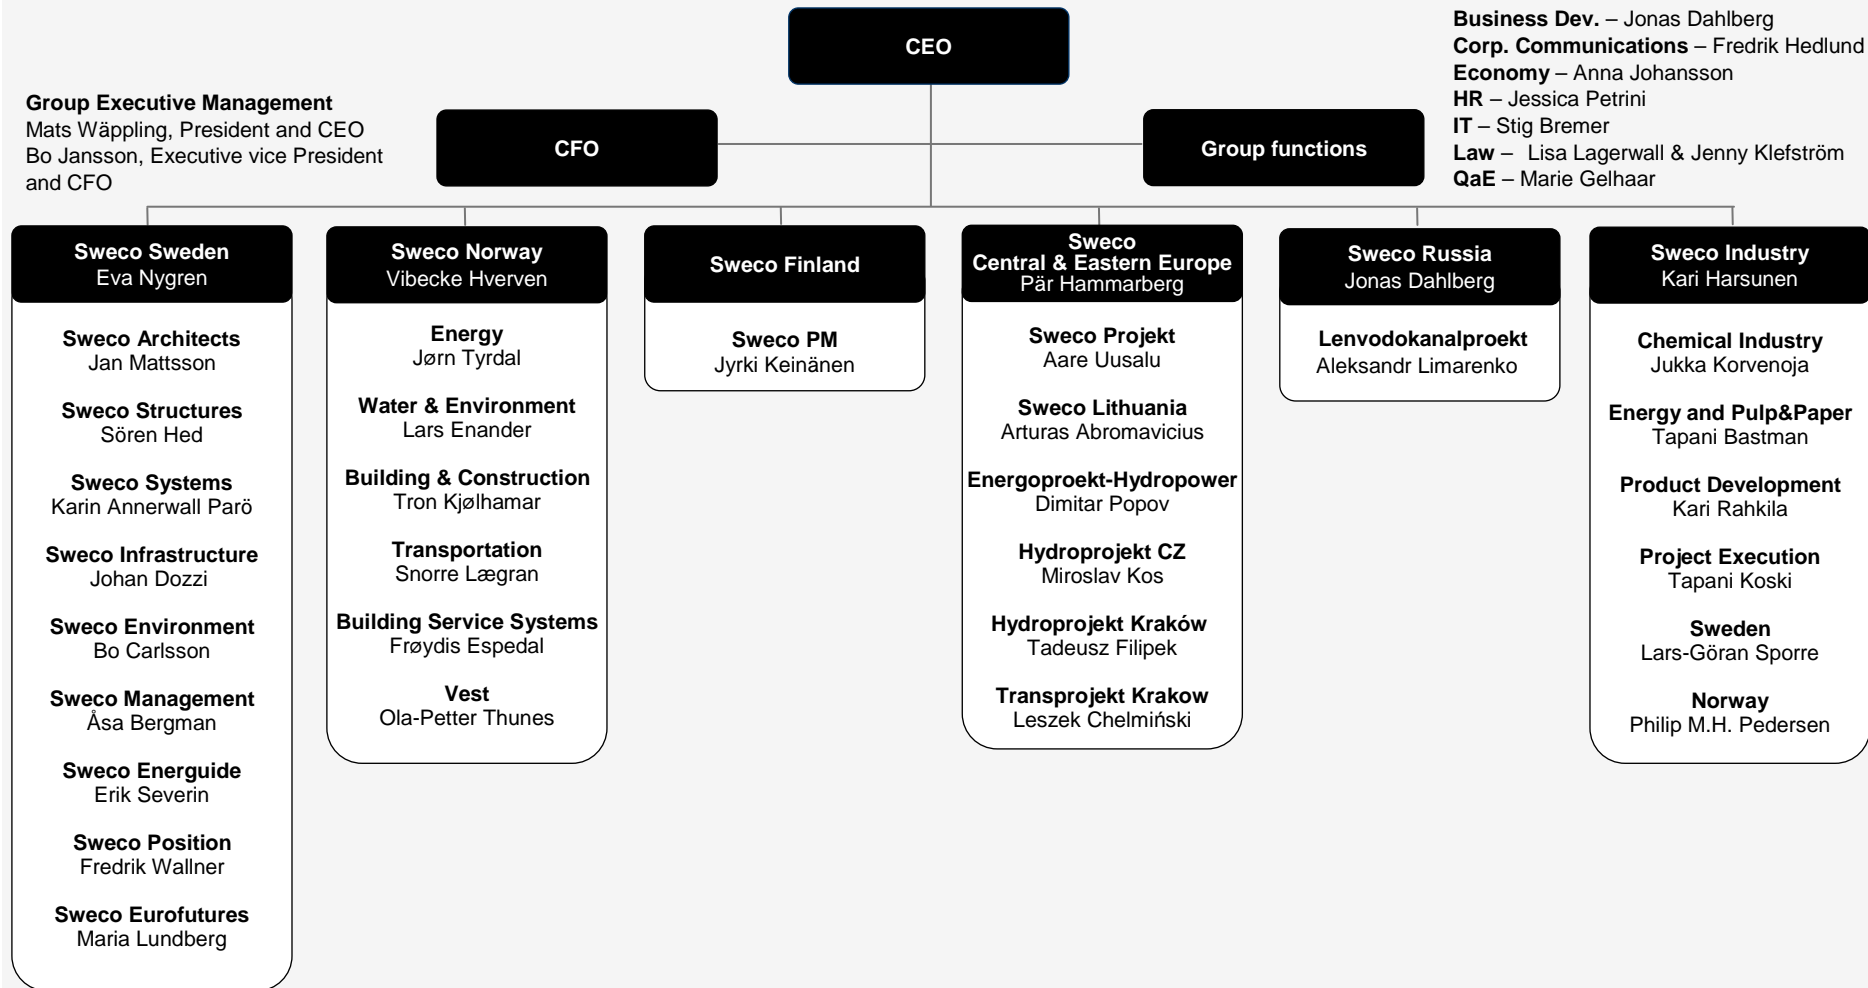 CEO
Business Dev. – Jonas Dahlberg
Corp. Communications – Fredrik Hedlund
Economy – Anna Johansson
HR – Jessica Petrini
IT – Stig Bremer
Law – Lisa Lagerwall & Jenny Klefström
QaE – Marie Gelhaar
Group Executive Management
Mats Wäppling, President and CEO
Bo Jansson, Executive vice President
and CFO
CFO
Group functions
Sweco Sweden
Eva Nygren
Sweco Architects
Jan Mattsson
Sweco Structures
Sören Hed
Sweco Systems
Karin Annerwall Parö
Sweco Infrastructure
Johan Dozzi
Sweco Environment
Bo Carlsson
Sweco Management
Åsa Bergman
Sweco Energuide
Erik Severin
Sweco Position
Fredrik Wallner
Sweco Eurofutures
Maria Lundberg
Sweco Norway
Vibecke Hverven
Energy
Jørn Tyrdal
Water & Environment
Lars Enander
Building & Construction
Tron Kjølhamar
Transportation
Snorre Lægran
Building Service Systems
Frøydis Espedal
Vest
Ola-Petter Thunes
Sweco Finland
Sweco PM
Jyrki Keinänen
Sweco
Central & Eastern Europe
Pär Hammarberg
Sweco Projekt
Aare Uusalu
Sweco Lithuania
Arturas Abromavicius
Energoproekt-Hydropower
Dimitar Popov
Hydroprojekt CZ
Miroslav Kos
Hydroprojekt Kraków
Tadeusz Filipek
Transprojekt Krakow
Leszek Chelmiński
Sweco Russia
Jonas Dahlberg
Lenvodokanalproekt
Aleksandr Limarenko
Sweco Industry
Kari Harsunen
Chemical Industry
Jukka Korvenoja
Energy and Pulp&Paper
Tapani Bastman
Product Development
Kari Rahkila
Project Execution
Tapani Koski
Sweden
Lars-Göran Sporre
Norway
Philip M.H. Pedersen